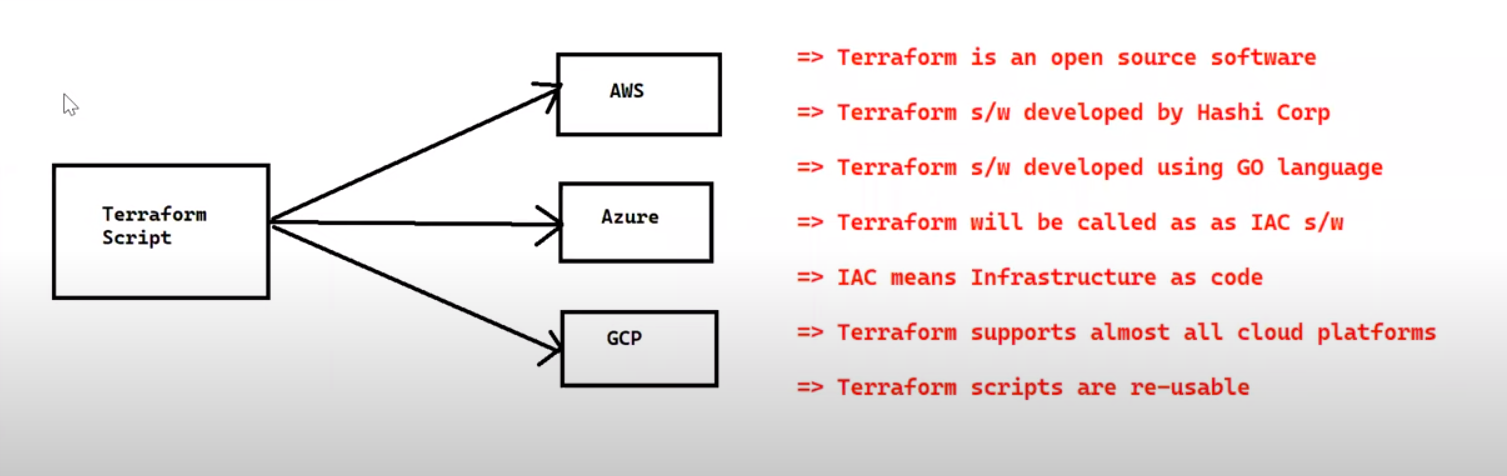 Terraform
Script
AWS
Azure
GCP
=> Terraform is an open source software
=> Terraform s/w developed by Hashi Corp
=> Terraform s/w developed using GO language
=> Terraform will be called as as IAC s/w
=> IAC means Infrastructure as code
=> Terraform supports almost all cloud platforms
=> Terraform scripts are re-usable